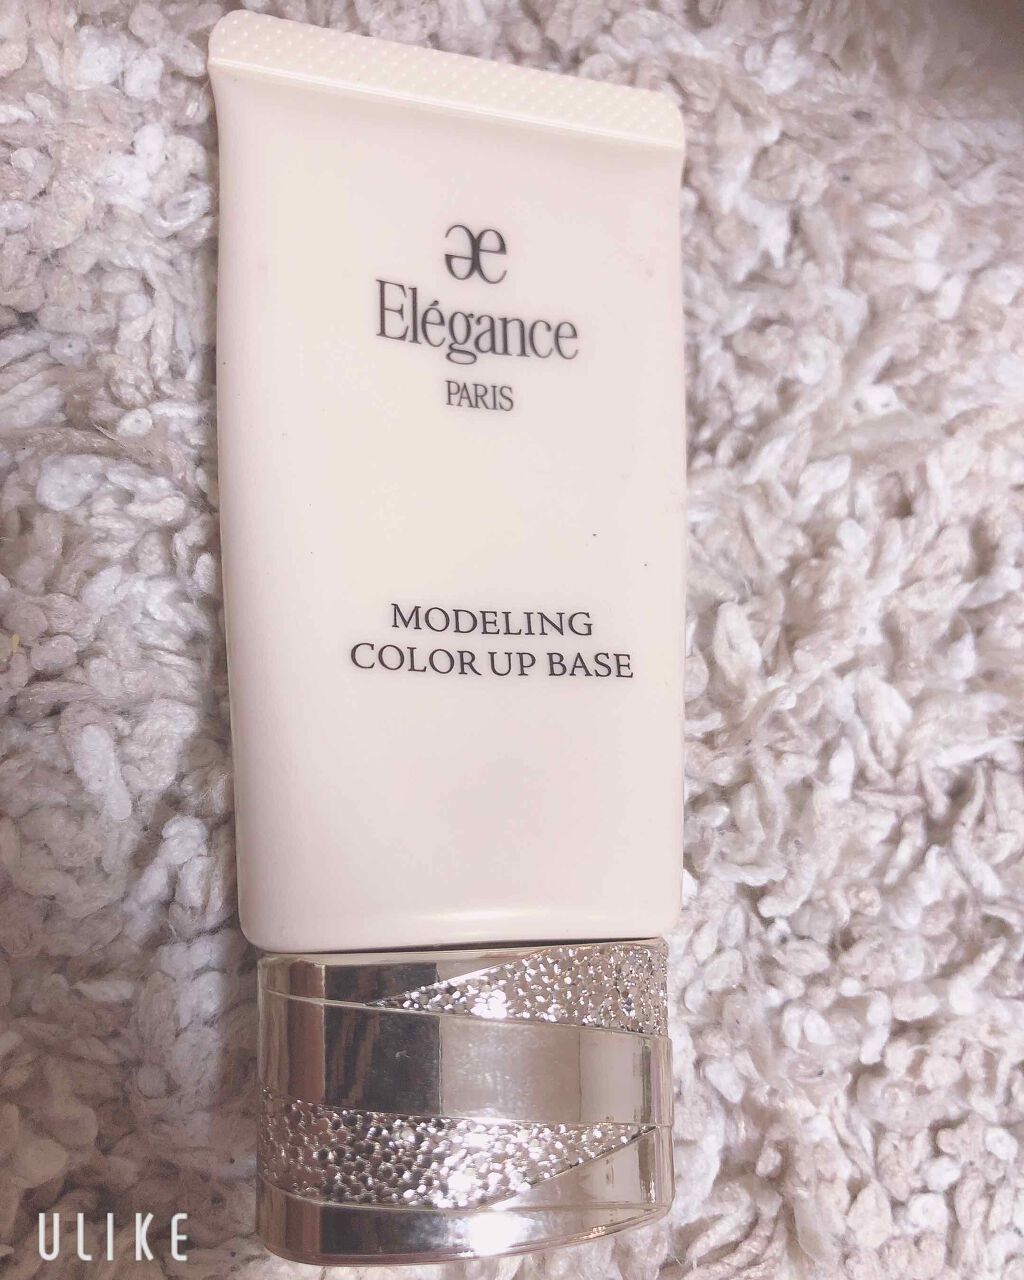 æ
Elégance
PARIS
MODELING
COLOR UP BASE
ULIKE